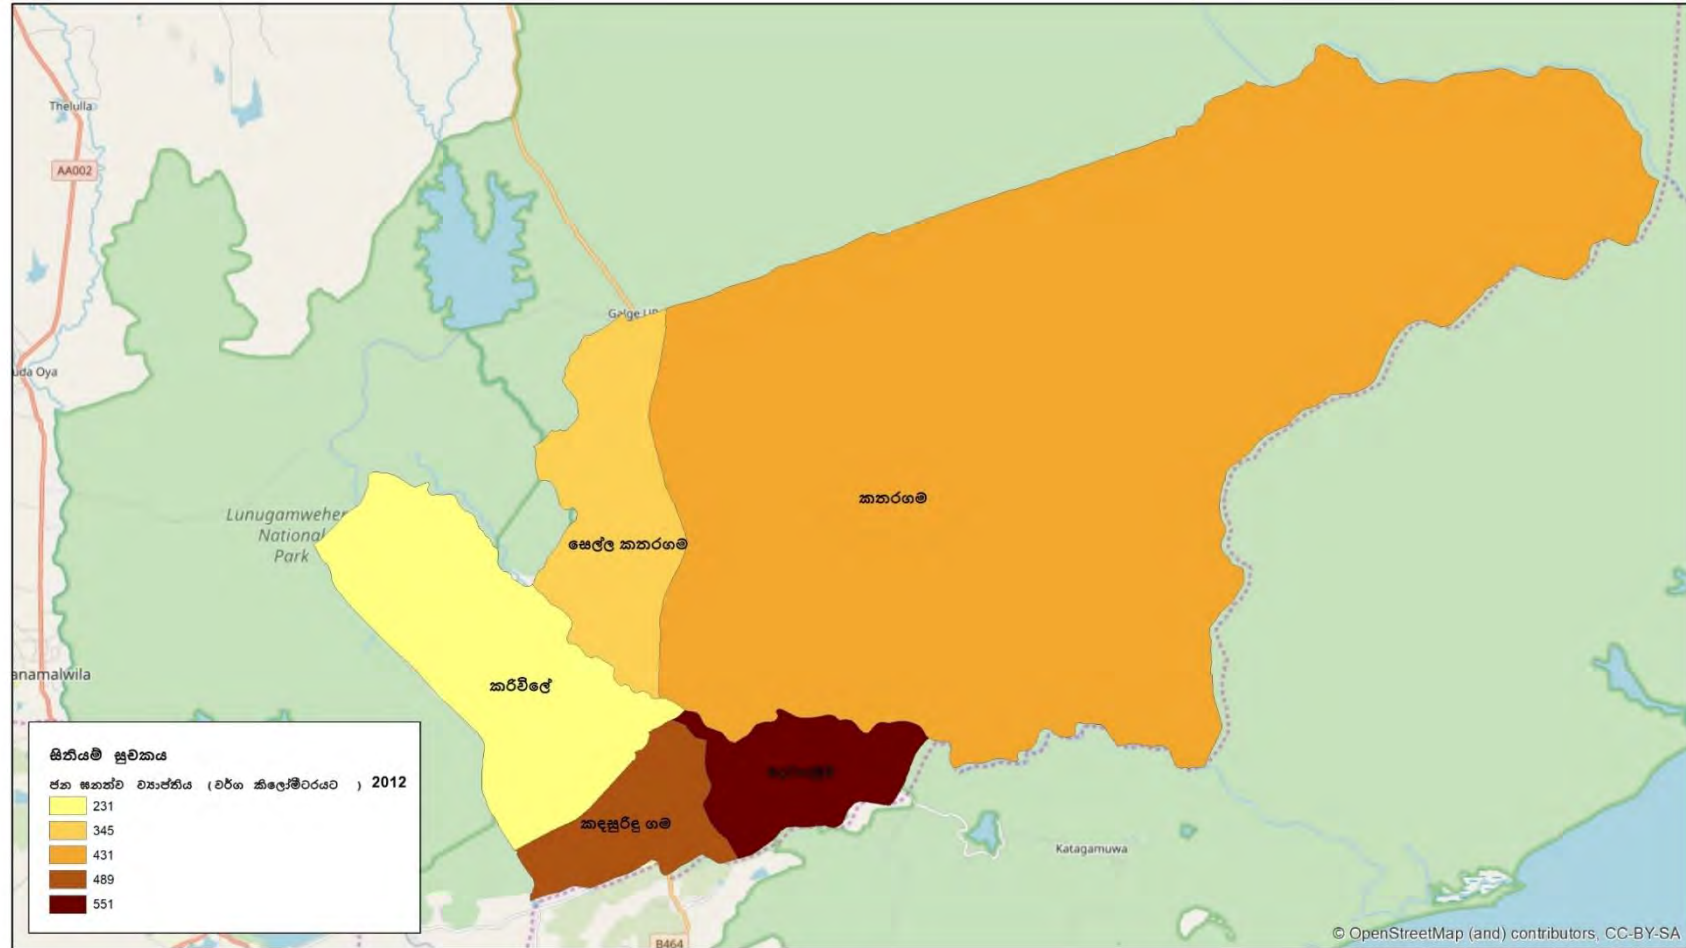 Thelulla
AA002
Galge
uda Oya
කතරගම
Lunugamweher
National
Park
සෙල්ල කතරගම
anamalwila
කරිවිලේ
සිතියම් සුචකය
ජන ඝනත්ව ව්‍යාප්තිය (වර්ග කිලෝමීටරයට ) 2012
231
345
431
489
551
කඳසුරිඳු ගම
Katagamuwa
B464
© OpenStreetMap (and) contributors, CC-BY-SA